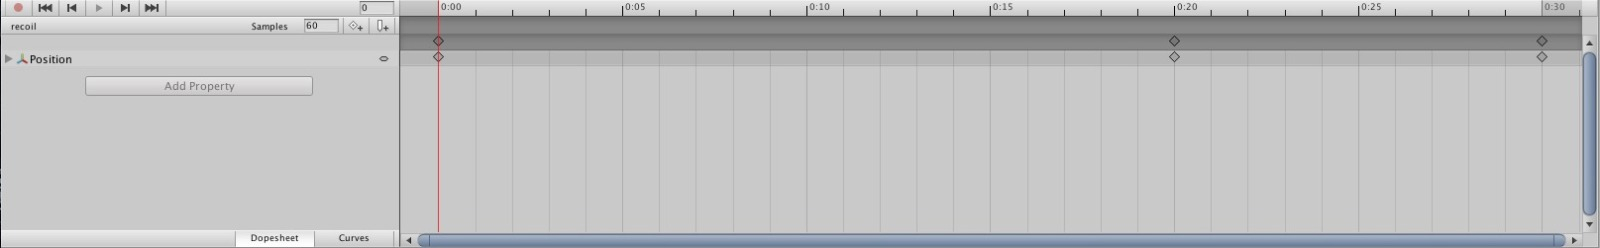 0 0:00 0:05 0:10 0:15 0:20 0:25 0:30
recoil Samples 60
Position
Add Property
Dopesheet Curves